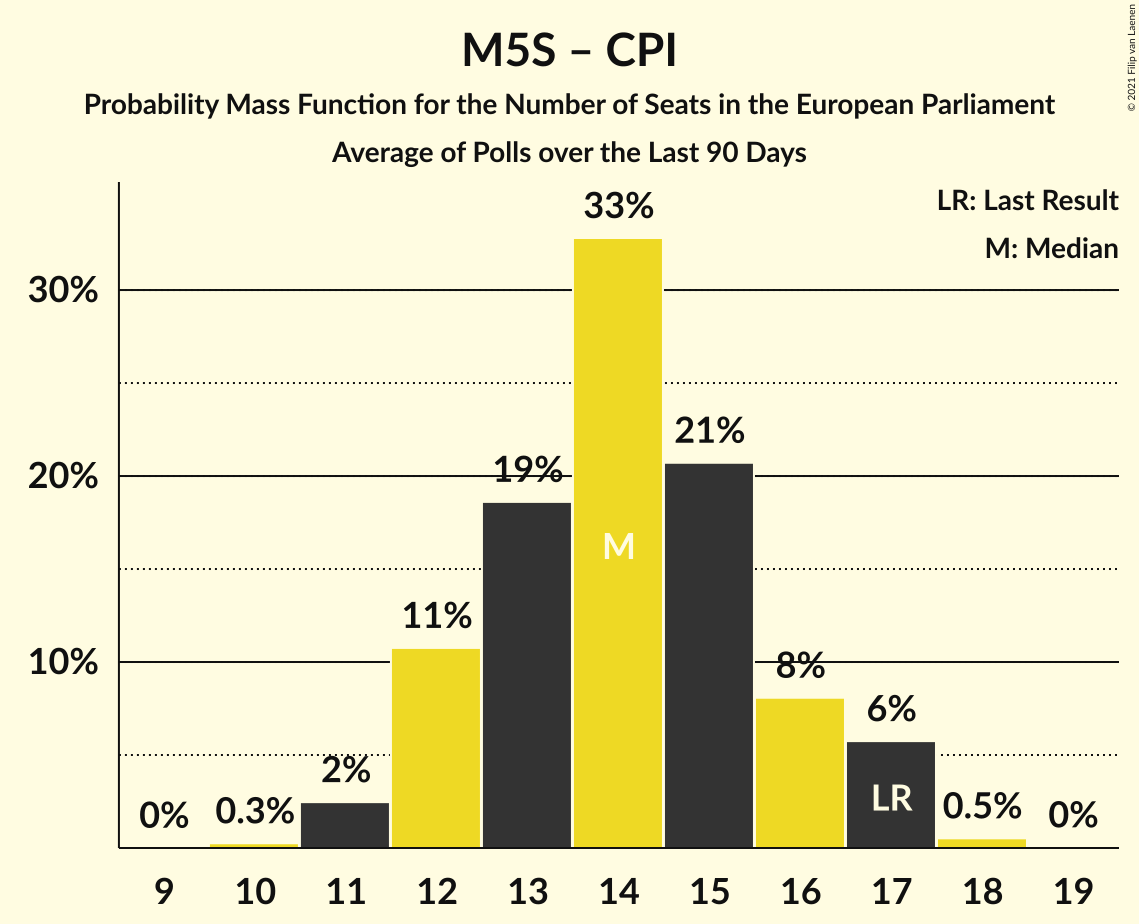 M5S – CPI
Probability Mass Function for the Number of Seats in the European Parliament
Average of Polls over the Last 90 Days
© 2021 Filip van Laenen
LR: Last Result
M: Median
30%
20%
10%
0%
0.3%
2%
11%
19%
33%
21%
8%
6%
0.5%
0%
M
LR
9 10 11 12 13 14 15 16 17 18 19